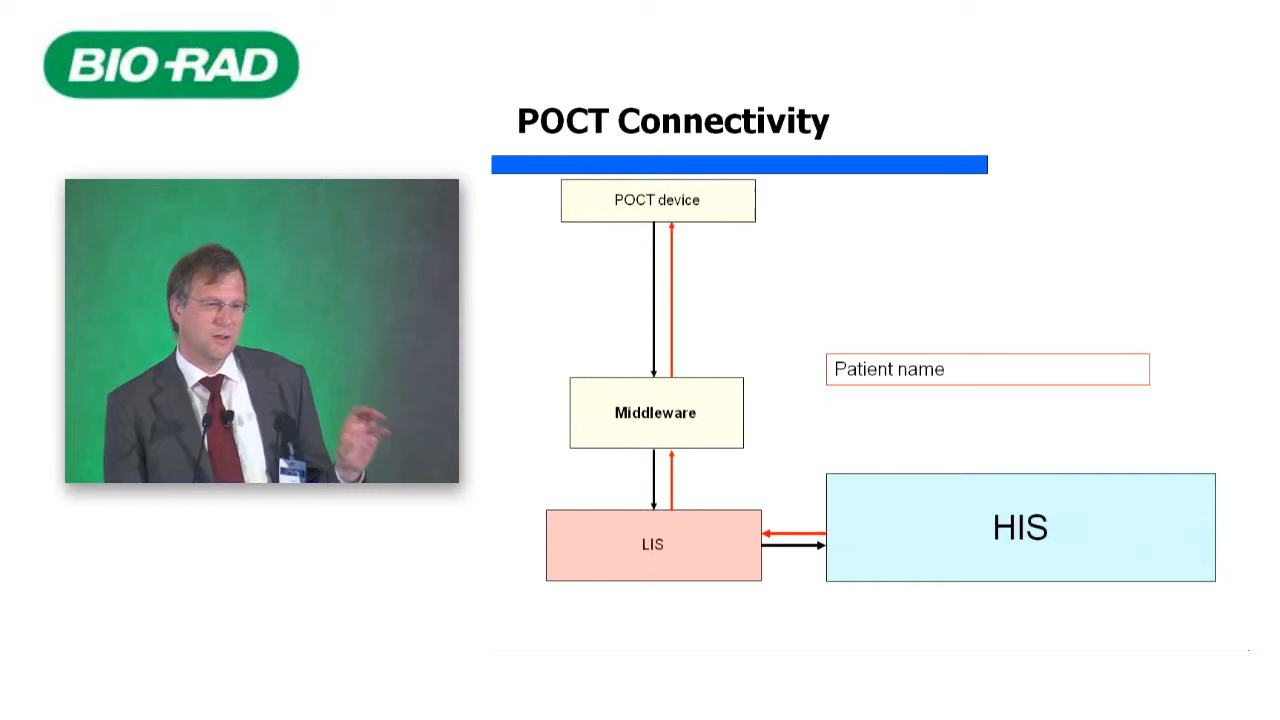 BIO-RAD
POCT Connectivity
POCT device
Patient name
Middleware
HIS
LIS